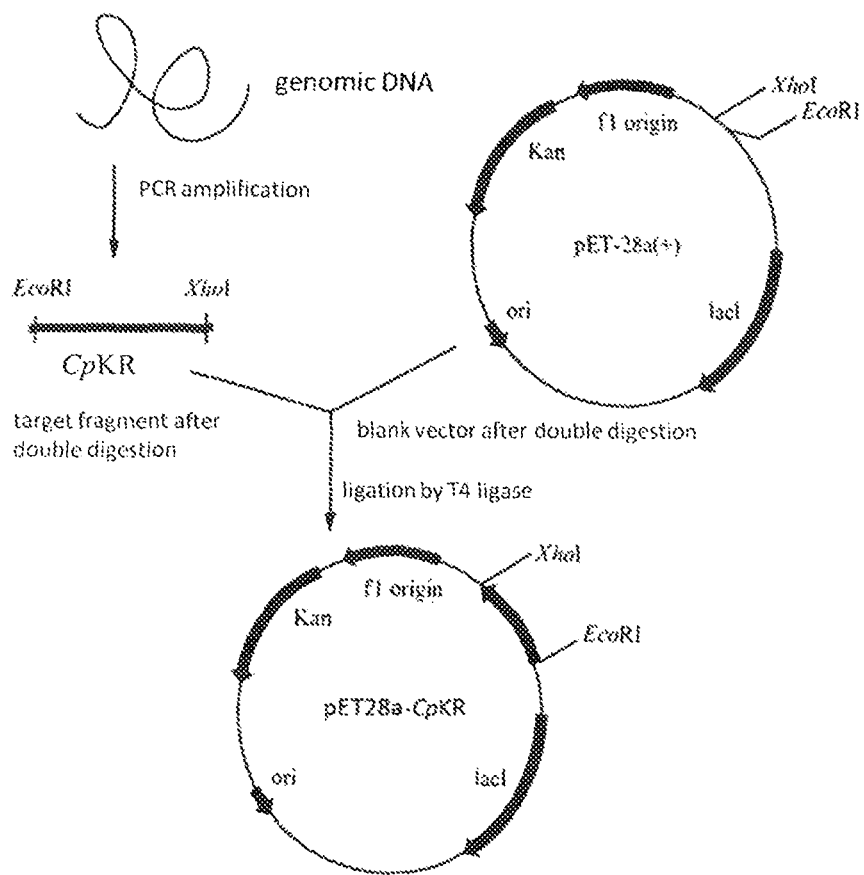 genomic DNA
PCR amplification
EcoRI
XhoI
CpKR
target fragment after
double digestion
XhoI
EcoRI
f1 origin
Kan
pET-28a(+)
ori
lacI
blank vector after double digestion
ligation by T4 ligase
XhoI
f1 origin
Kan
EcoRI
pET28a-CpKR
ori
lacI